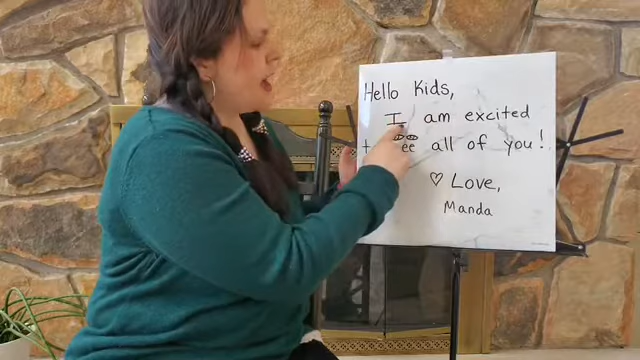 Hello Kids,
I am excited
all of you!
♡ Love,
Manda